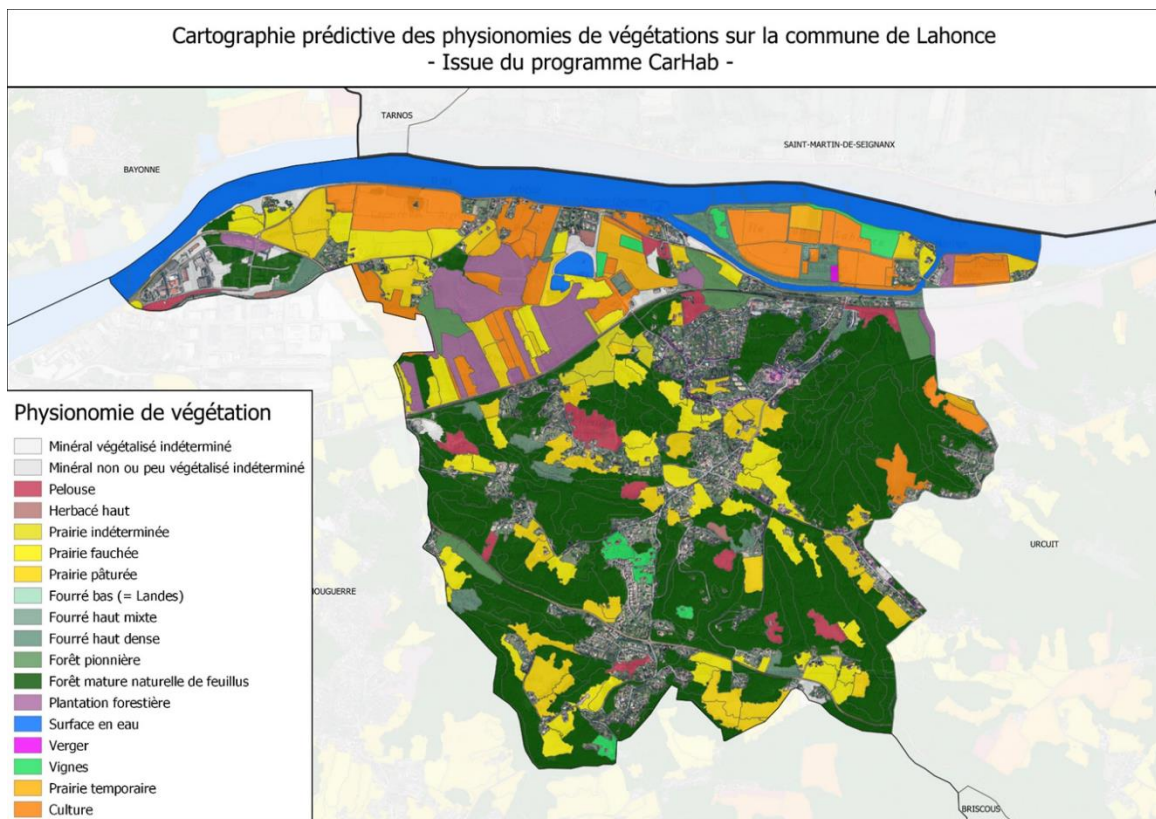 Cartographie prédictive des physionomies de végétations sur la commune de Lahonce
- Issue du programme CarHab -
TARNOS
SAINT-MARTIN-DE-SEIGNANX
BAYONNE
URCUIT
MOUGUERRE
BRISCOUS
Physionomie de végétation
Minéral végétalisé indéterminé
Minéral non ou peu végétalisé indéterminé
Pelouse
Herbacé haut
Prairie indéterminée
Prairie fauchée
Prairie pâturée
Fourré bas (= Landes)
Fourré haut mixte
Fourré haut dense
Forêt pionnière
Forêt mature naturelle de feuillus
Plantation forestière
Surface en eau
Verger
Vignes
Prairie temporaire
Culture